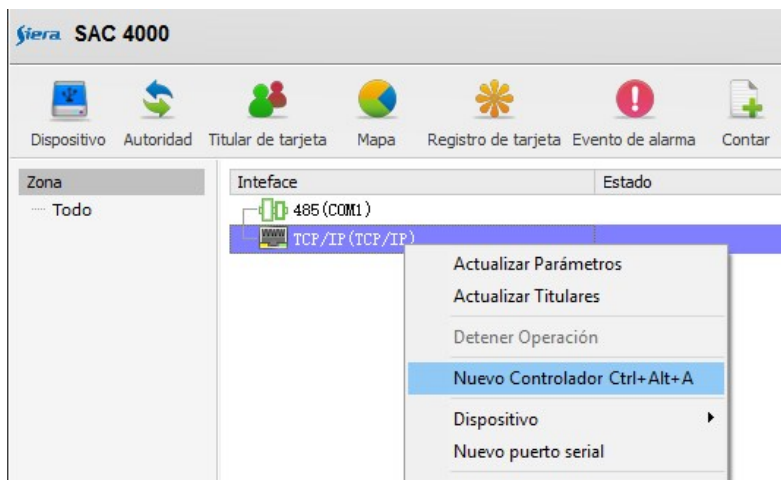 Siera SAC 4000
Dispositivo Autoridad Titular de tarjeta Mapa Registro de tarjeta Evento de alarma Contar
Zona Inteface Estado
Todo 485(COM1)
TCP/IP(TCP/IP)
Actualizar Parámetros
Actualizar Titulares
Detener Operación
Nuevo Controlador Ctrl+Alt+A
Dispositivo
Nuevo puerto serial